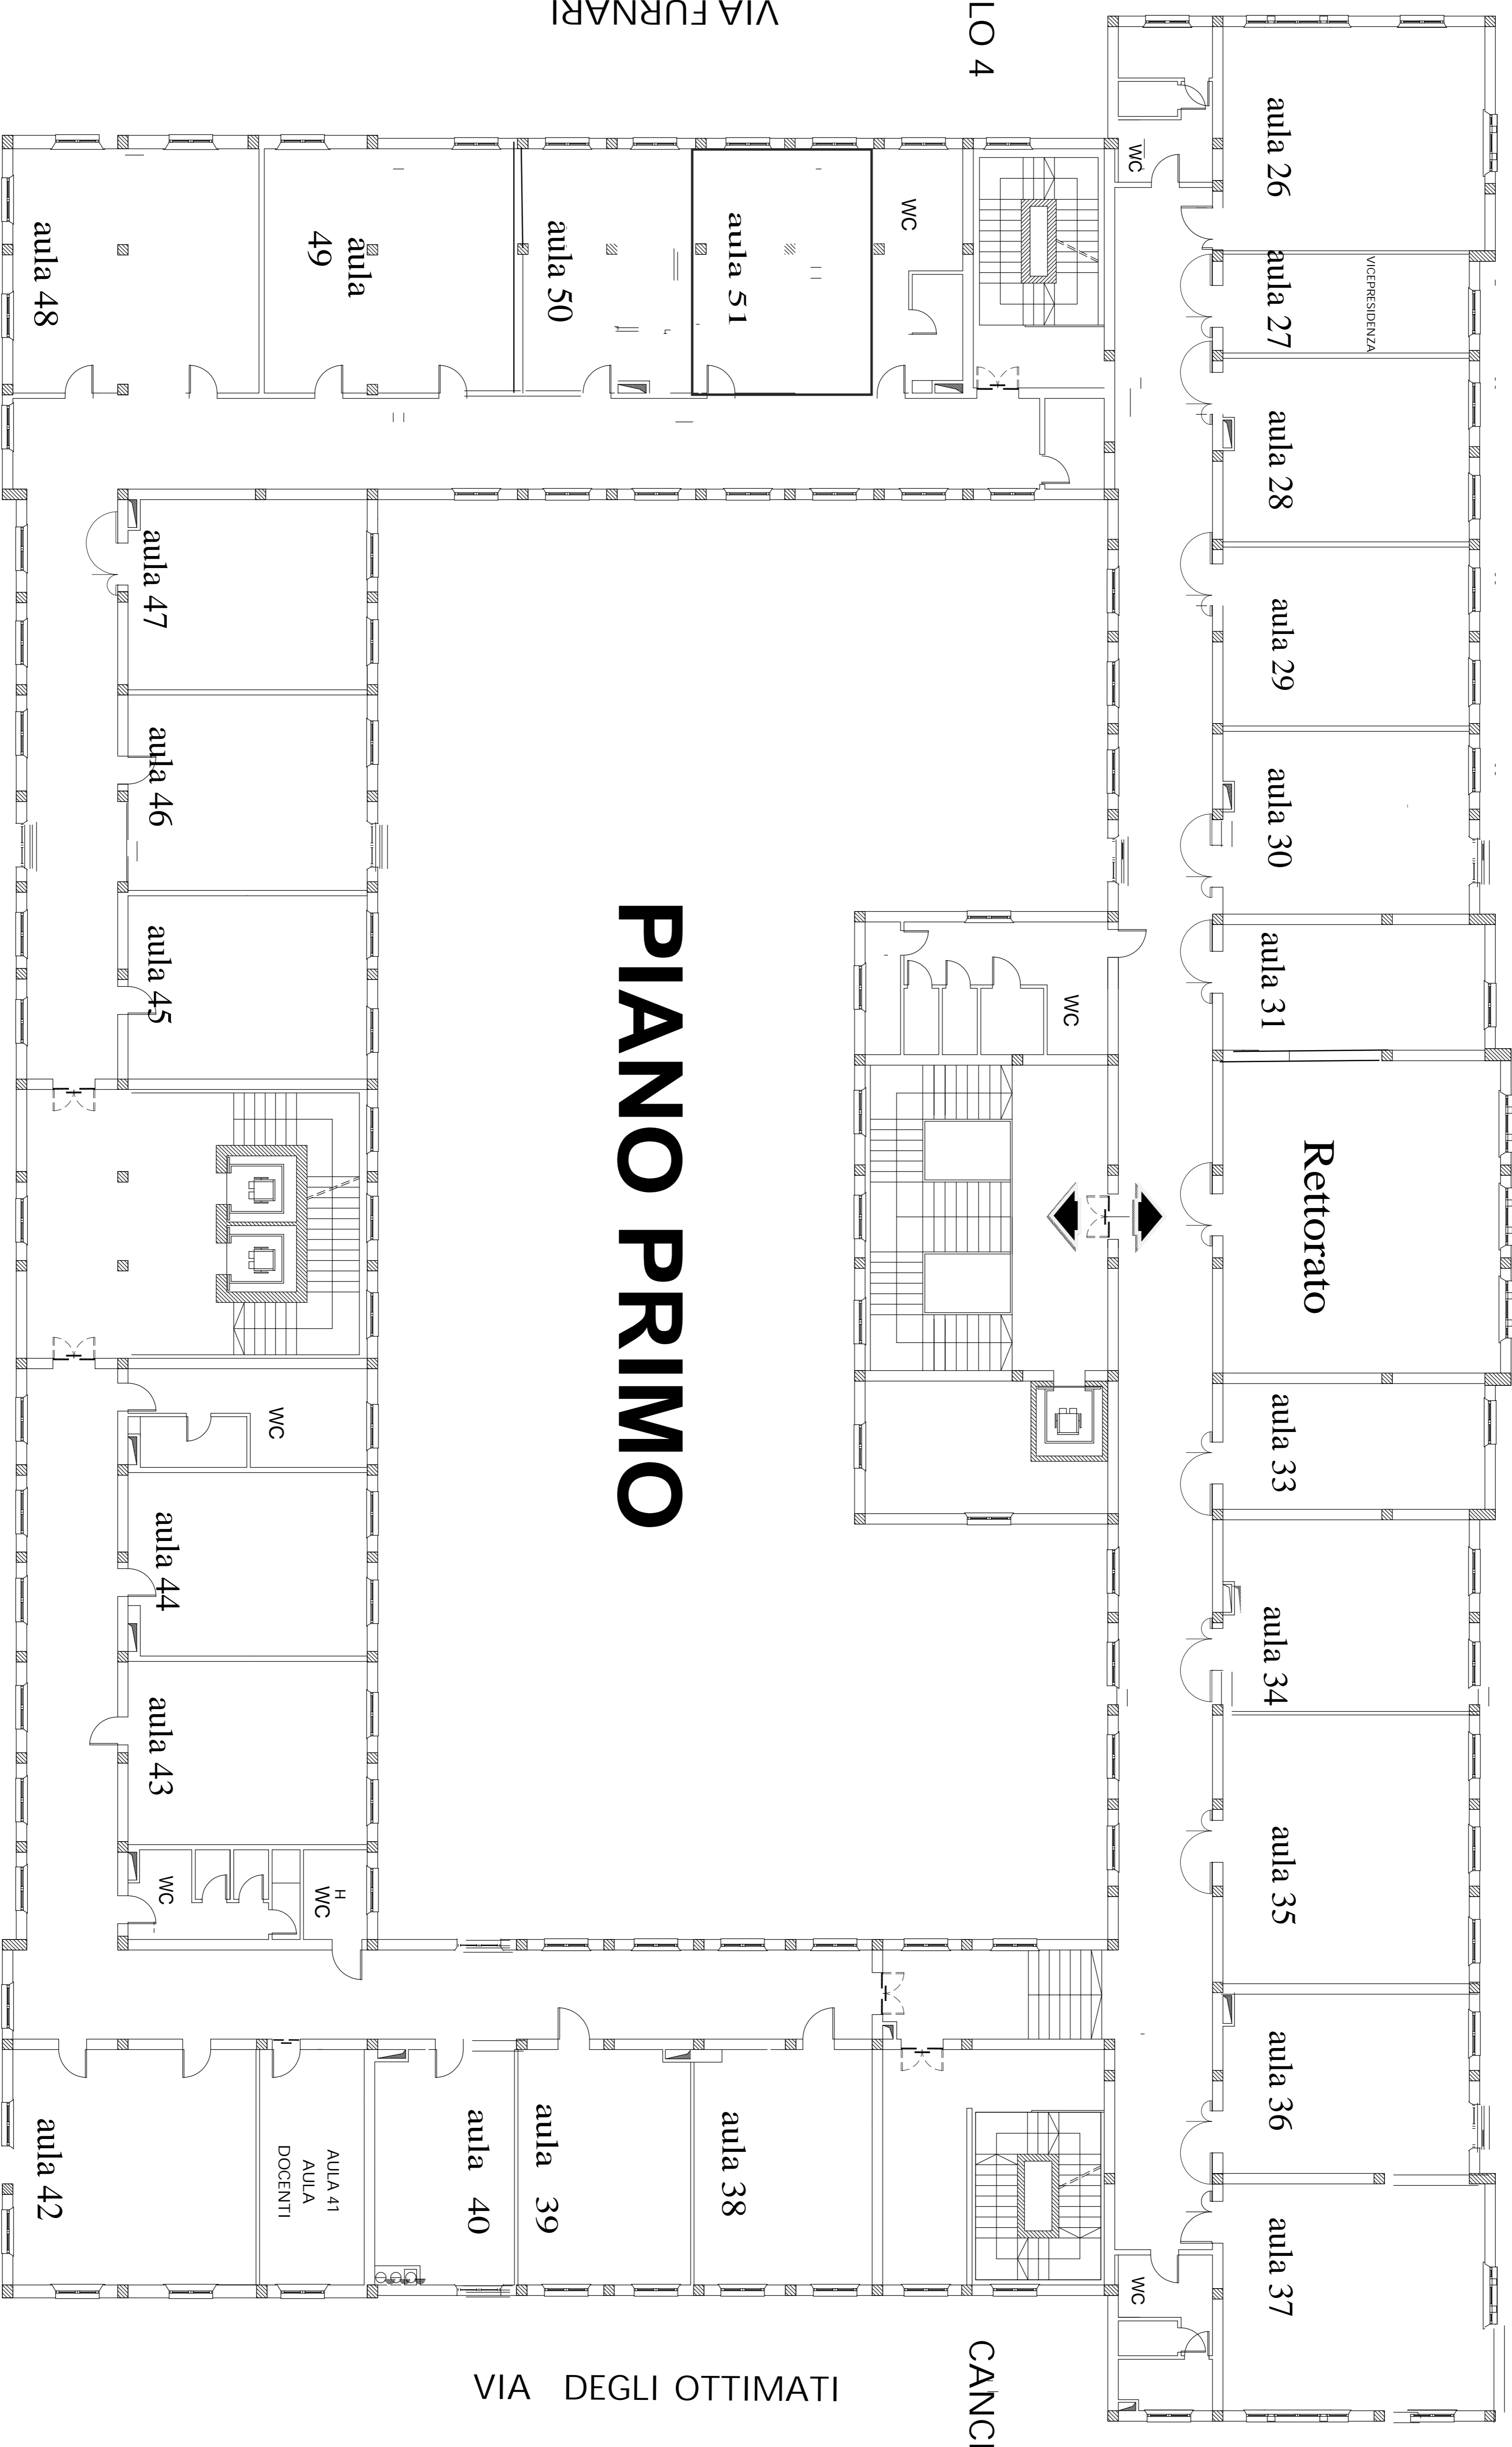 VIA FURNARI
LO 4
aula 26
WC
aula 27
VICEPRESIDENZA
aula 28
aula 29
aula 30
aula 31
Rettorato
aula 33
aula 34
aula 35
aula 36
aula 37
WC
WC
aula 51
aula 50
aula
49
aula 48
aula 47
aula 46
aula 45
WC
PIANO PRIMO
WC
aula 44
aula 43
WC
H
WC
aula 38
aula 39
aula 40
AULA 41
AULA
DOCENTI
aula 42
VIA DEGLI OTTIMATI
CANCI